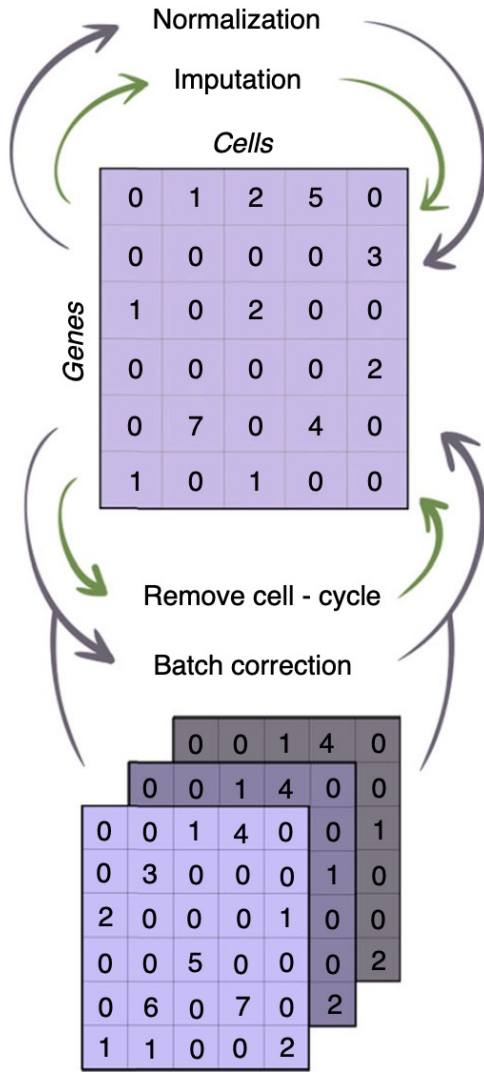 Normalization
Imputation
Cells
Genes
0 1 2 5 0
0 0 0 0 3
1 0 2 0 0
0 0 0 0 2
0 7 0 4 0
1 0 1 0 0
Remove cell - cycle
Batch correction
0 0 1 4 0
0 0 1 4 0 0
0 0 1 4 0 0 1
0 3 0 0 0 1 0
2 0 0 0 1 0 0
0 0 5 0 0 0 2
0 6 0 7 0 2
1 1 0 0 2